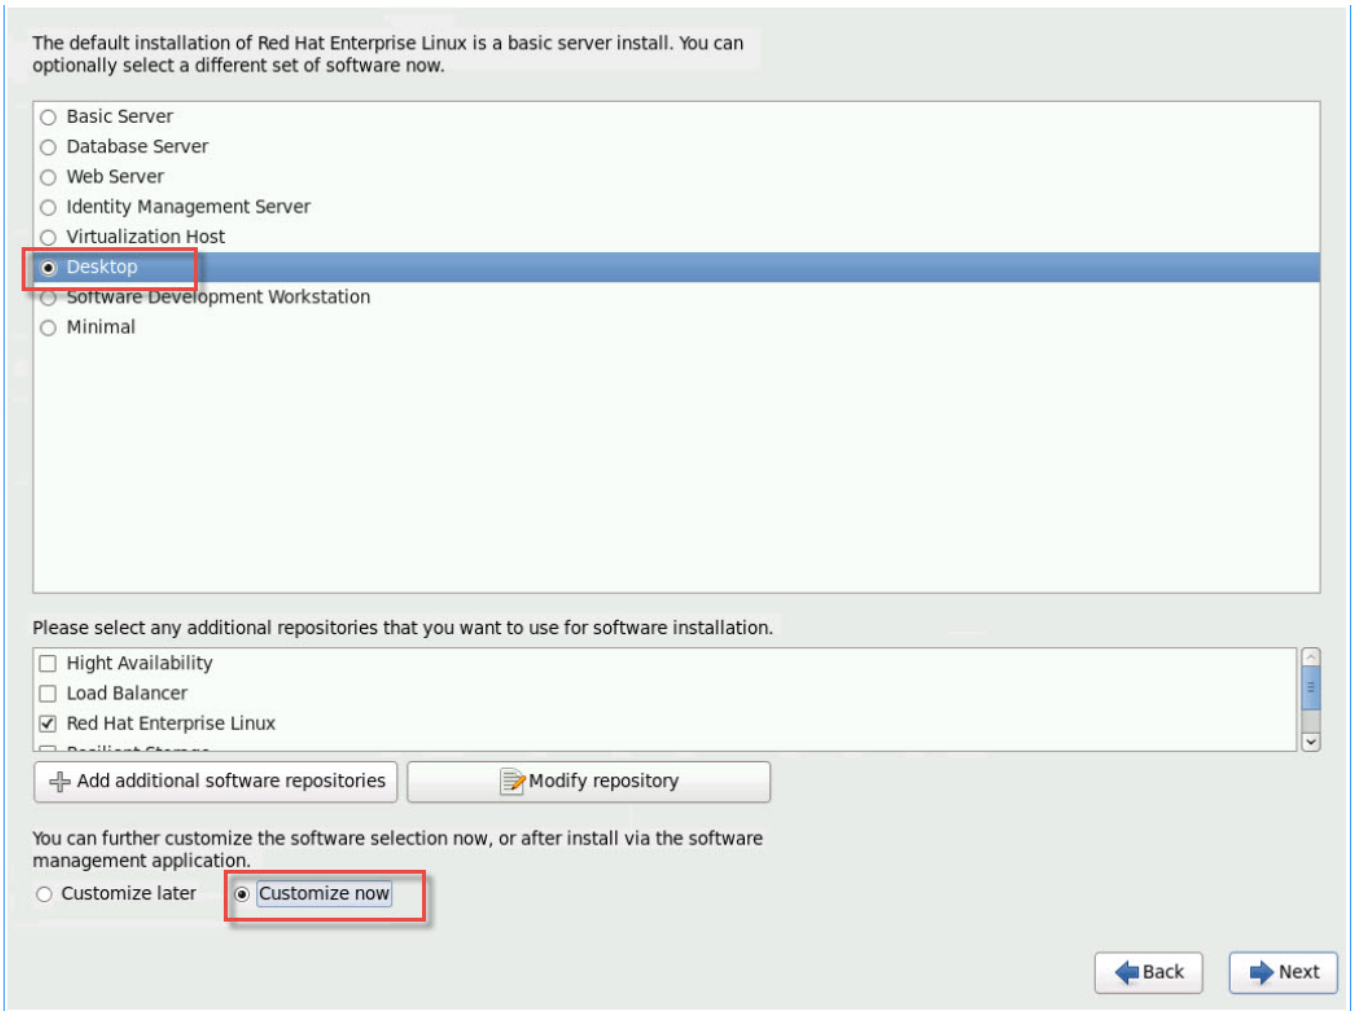 The default installation of Red Hat Enterprise Linux is a basic server install. You can
optionally select a different set of software now.
Basic Server
Database Server
Web Server
Identity Management Server
Virtualization Host
Desktop
Software Development Workstation
Minimal
Please select any additional repositories that you want to use for software installation.
Hight Availability
Load Balancer
Red Hat Enterprise Linux
Resilient Storage
Add additional software repositories
Modify repository
You can further customize the software selection now, or after install via the software
management application.
Customize later
Customize now
Back
Next